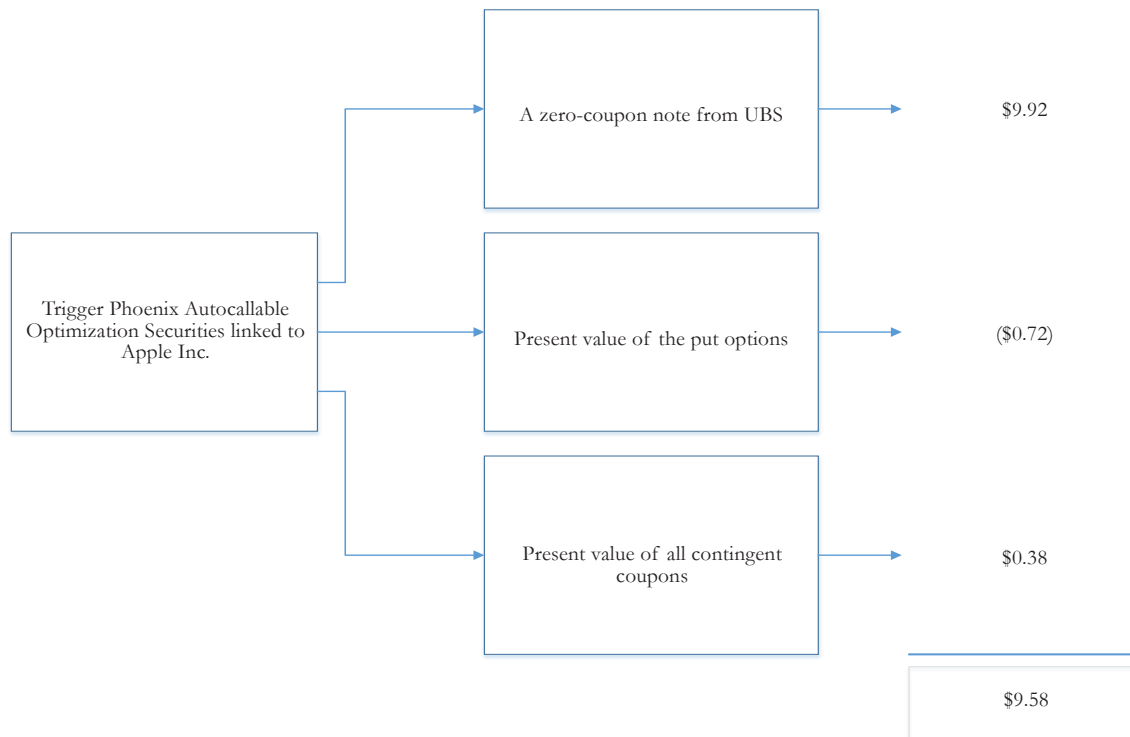 A zero-coupon note from UBS
$9.92
Trigger Phoenix Autocallable
Optimization Securities linked to
Apple Inc.
Present value of the put options
($0.72)
Present value of all contingent
coupons
$0.38
$9.58